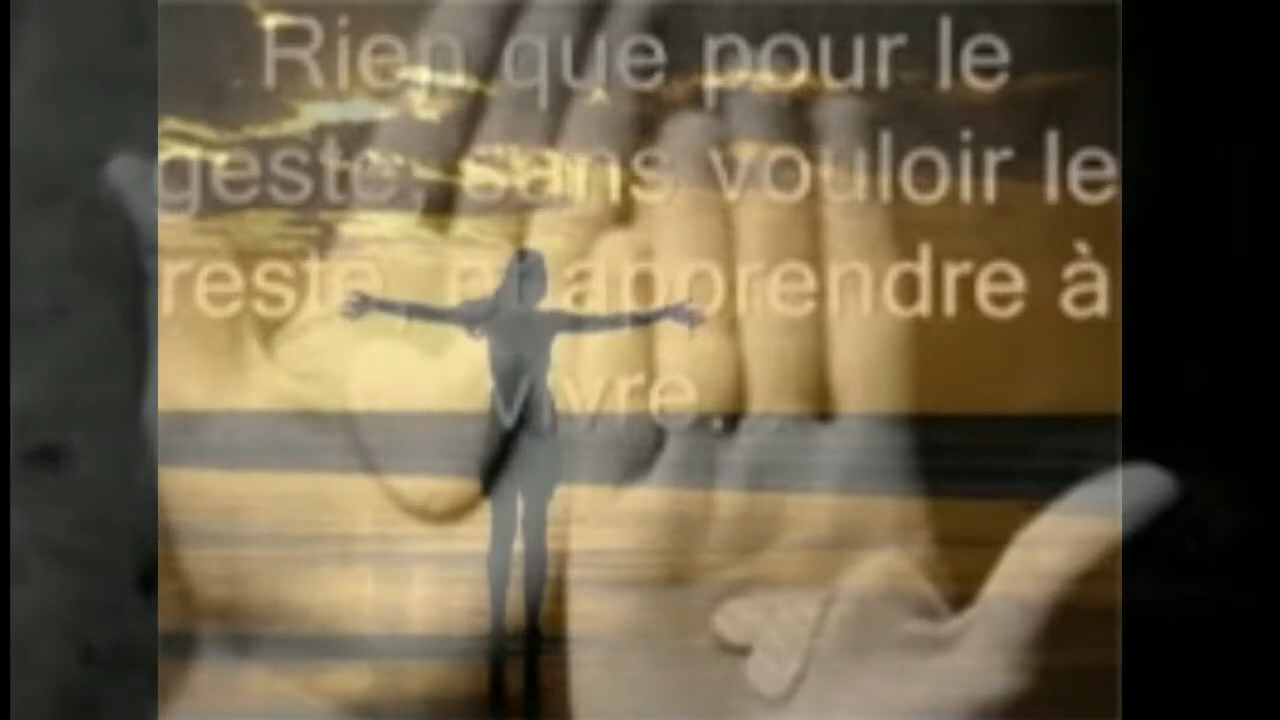 Rien que pour le
geste, sans vouloir le
reste, apprendre à
vivre.